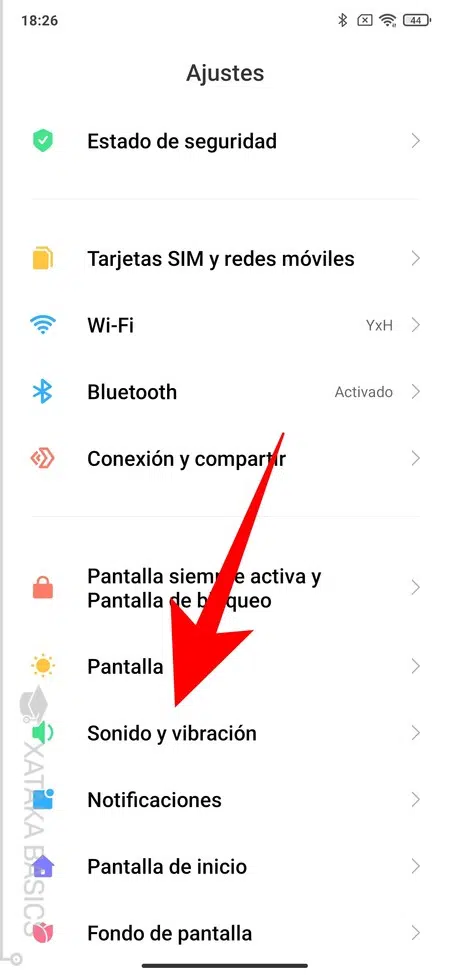 18:26
44
Ajustes
Estado de seguridad
Tarjetas SIM y redes móviles
Wi-Fi YxH
Bluetooth Activado
Conexión y compartir
Pantalla siempre activa y
Pantalla de bloqueo
Pantalla
Sonido y vibración
Notificaciones
Pantalla de inicio
Fondo de pantalla
XATAKA BASICS